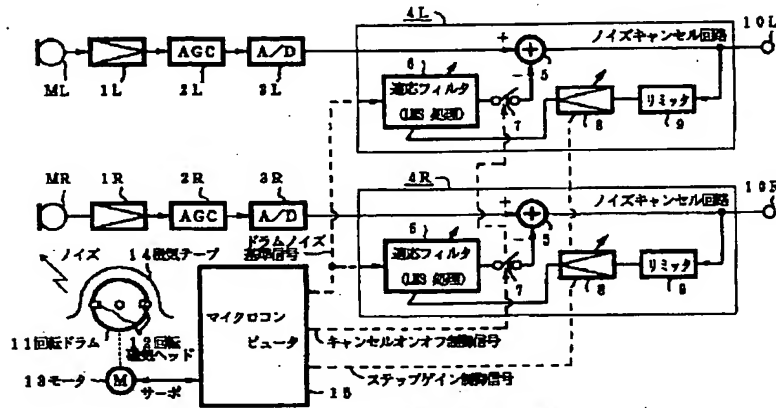 4L
10L
+
5
ノイズキャンセル回路
AGC
A/D
ML
1L
2L
3L
6
適応フィルタ
(LMS 処理)
-
7
8
リミッタ
9
4R
10R
MR
1R
2R
3R
+
5
ノイズキャンセル回路
AGC
A/D
ドラムノイズ
基準信号
6
適応フィルタ
(LMS 処理)
-
7
8
リミッタ
9
ノイズ
14磁気テープ
マイクロコン
ピュータ
11回転ドラム
12回転
磁気ヘッド
キャンセルオンオフ制御信号
13モータ
M
サーボ
15
ステップゲイン制御信号